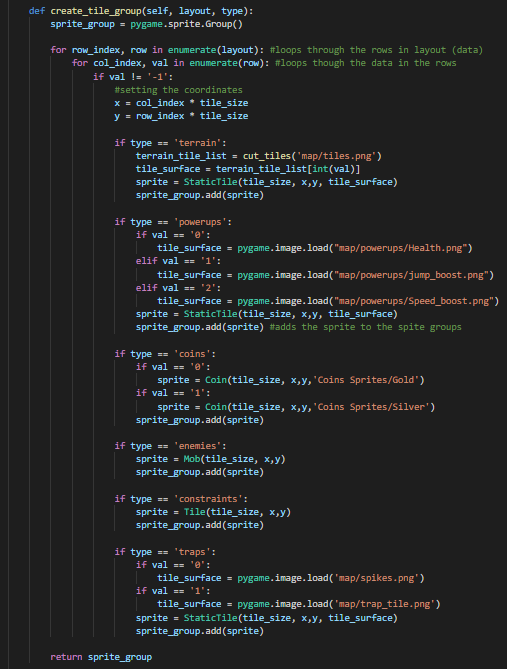 def create_tile_group(self, layout, type):
    sprite_group = pygame.sprite.Group()

    for row_index, row in enumerate(layout): #loops through the rows in layout (data)
        for col_index, val in enumerate(row): #loops though the data in the rows
            if val != '-1':
                #setting the coordinates
                x = col_index * tile_size
                y = row_index * tile_size

                if type == 'terrain':
                    terrain_tile_list = cut_tiles('map/tiles.png')
                    tile_surface = terrain_tile_list[int(val)]
                    sprite = StaticTile(tile_size, x,y, tile_surface)
                    sprite_group.add(sprite)

                if type == 'powerups':
                    if val == '0':
                        tile_surface = pygame.image.load("map/powerups/Health.png")
                    elif val == '1':
                        tile_surface = pygame.image.load("map/powerups/jump_boost.png")
                    elif val == '2':
                        tile_surface = pygame.image.load("map/powerups/Speed_boost.png")
                    sprite = StaticTile(tile_size, x,y, tile_surface)
                    sprite_group.add(sprite) #adds the sprite to the spite groups

                if type == 'coins':
                    if val == '0':
                        sprite = Coin(tile_size, x,y,'Coins Sprites/Gold')
                    if val == '1':
                        sprite = Coin(tile_size, x,y,'Coins Sprites/Silver')
                    sprite_group.add(sprite)

                if type == 'enemies':
                    sprite = Mob(tile_size, x,y)
                    sprite_group.add(sprite)

                if type == 'constraints':
                    sprite = Tile(tile_size, x,y)
                    sprite_group.add(sprite)

                if type == 'traps':
                    if val == '0':
                        tile_surface = pygame.image.load('map/spikes.png')
                    if val == '1':
                        tile_surface = pygame.image.load('map/trap_tile.png')
                    sprite = StaticTile(tile_size, x,y, tile_surface)
                    sprite_group.add(sprite)

    return sprite_group